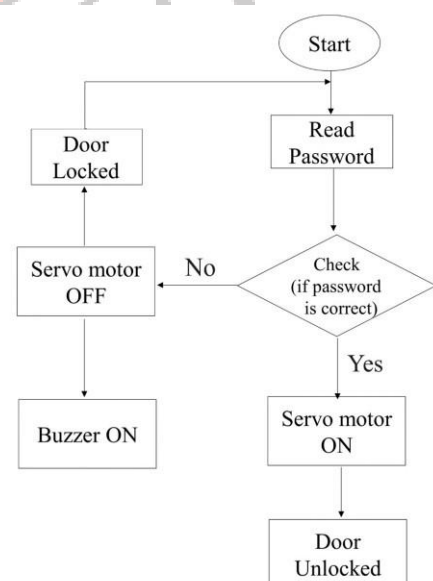 Start
Read
Password
Door
Locked
Check
(if password
is correct)
No
Servo motor
OFF
Yes
Buzzer ON
Servo motor
ON
Door
Unlocked